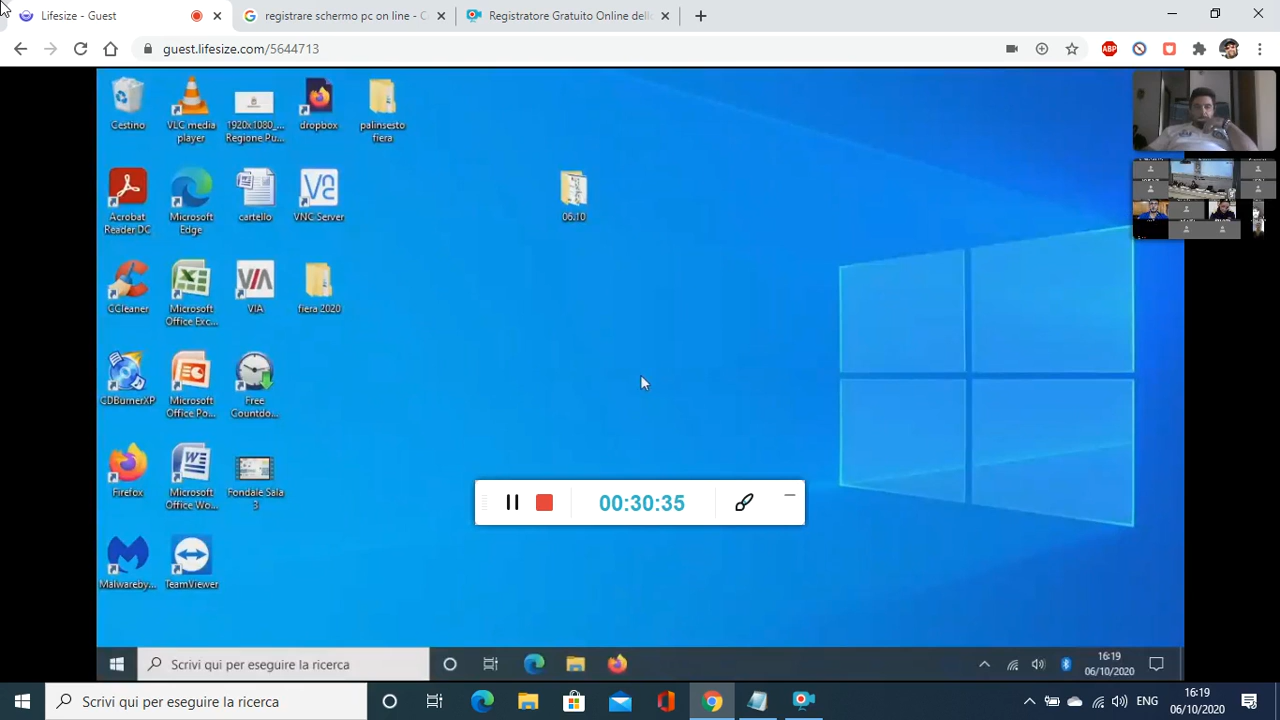 Lifesize - Guest
registrare schermo pc on line - C
Registratore Gratuito Online dell
guest.lifesize.com/5644713
ABP
Cestino
VLC media player
1920x1080_... Regione Pu...
dropbox
palinsesto fiera
Acrobat Reader DC
Microsoft Edge
cartello
VNC Server
06.10
CCleaner
Microsoft Office Exc...
VIA
fiera 2020
CDBurnerXP
Microsoft Office Po...
Free Countdo...
Firefox
Microsoft Office Wo...
Fondale Sala 3
00:30:35
Malwareby...
TeamViewer
Scrivi qui per eseguire la ricerca
16:19
06/10/2020
Scrivi qui per eseguire la ricerca
ENG
16:19
06/10/2020